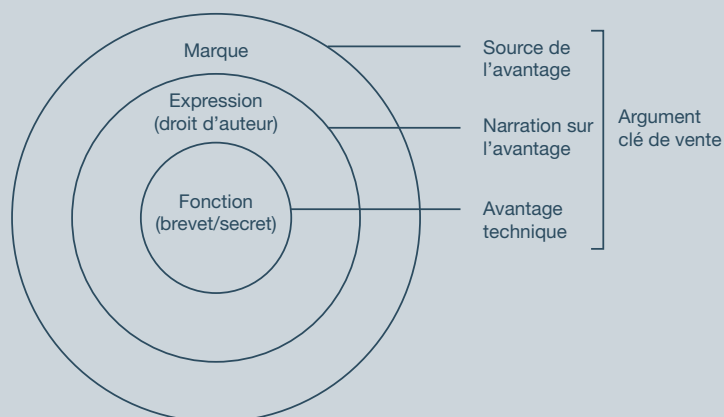 Marque
Expression
(droit d’auteur)
Fonction
(brevet/secret)
Source de
l’avantage
Narration sur
l’avantage
Avantage
technique
Argument
clé de vente